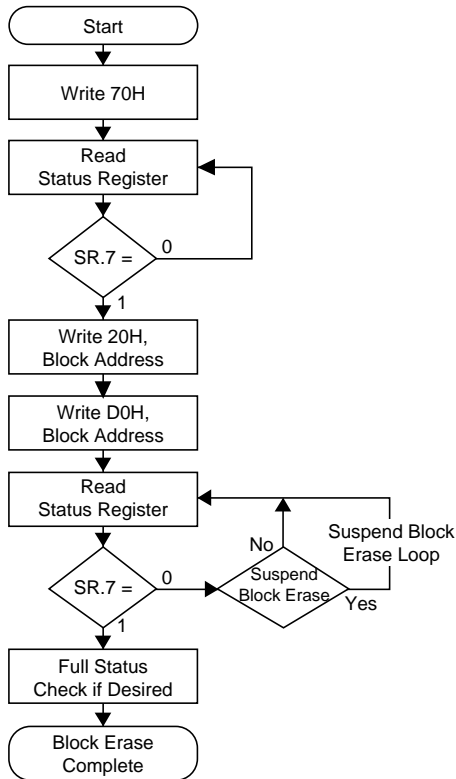 Start
Write 70H
Read
Status Register
SR.7 =
0
1
Write 20H,
Block Address
Write D0H,
Block Address
Read
Status Register
SR.7 =
0
1
No
Suspend
Block Erase
Yes
Suspend Block
Erase Loop
Full Status
Check if Desired
Block Erase
Complete